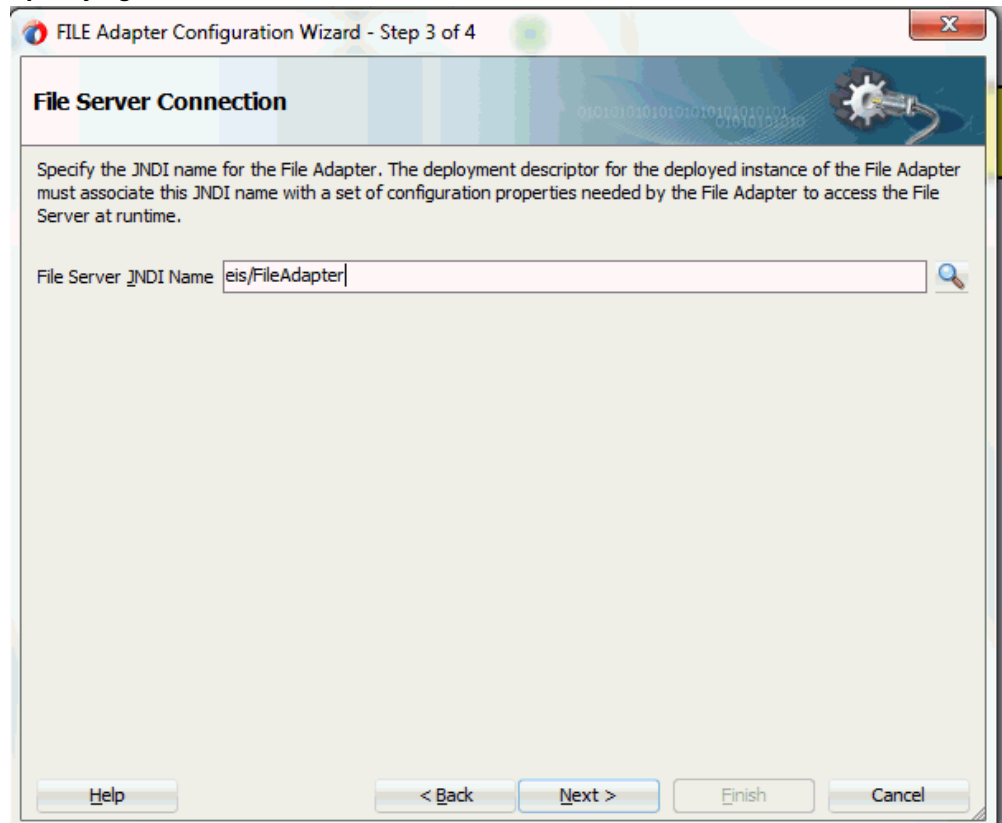 FILE Adapter Configuration Wizard - Step 3 of 4
File Server Connection
Specify the JNDI name for the File Adapter. The deployment descriptor for the deployed instance of the File Adapter
must associate this JNDI name with a set of configuration properties needed by the File Adapter to access the File
Server at runtime.
File Server JNDI Name eis/FileAdapter
Help < Back Next > Finish Cancel